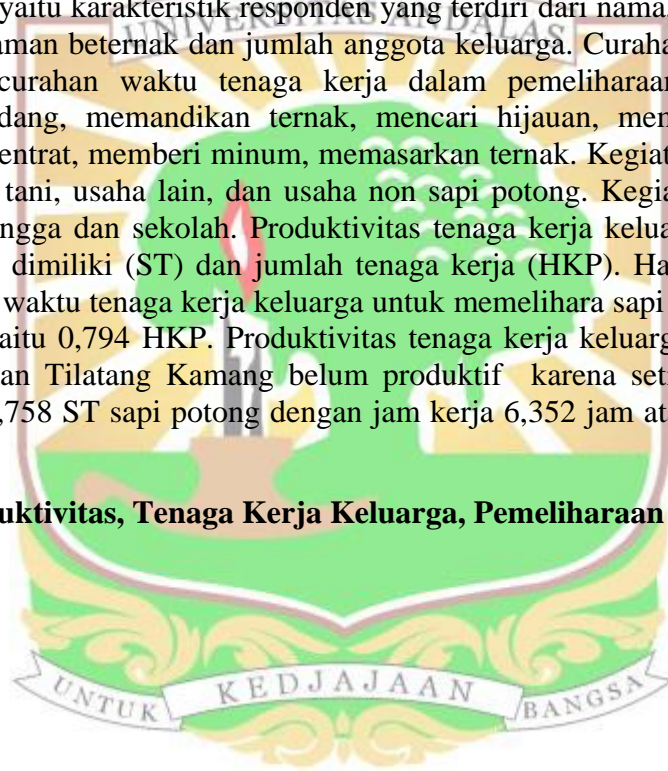 yaitu karakteristik responden yang terdiri dari nama
UNIVERSITAS ANDALAS
aman beternak dan jumlah anggota keluarga. Curaha
curahan waktu tenaga kerja dalam pemeliharaan
dang, memandikan ternak, mencari hijauan, mem
entrat, memberi minum, memasarkan ternak. Kegiat
tani, usaha lain, dan usaha non sapi potong. Kegia
ngga dan sekolah. Produktivitas tenaga kerja kelua
dimiliki (ST) dan jumlah tenaga kerja (HKP). Ha
waktu tenaga kerja keluarga untuk memelihara sapi
aitu 0,794 HKP. Produktivitas tenaga kerja keluarg
an Tilatang Kamang belum produktif karena seti
,758 ST sapi potong dengan jam kerja 6,352 jam at
uktivitas, Tenaga Kerja Keluarga, Pemeliharaan
UNTUK KEDJAJAAN BANGSA